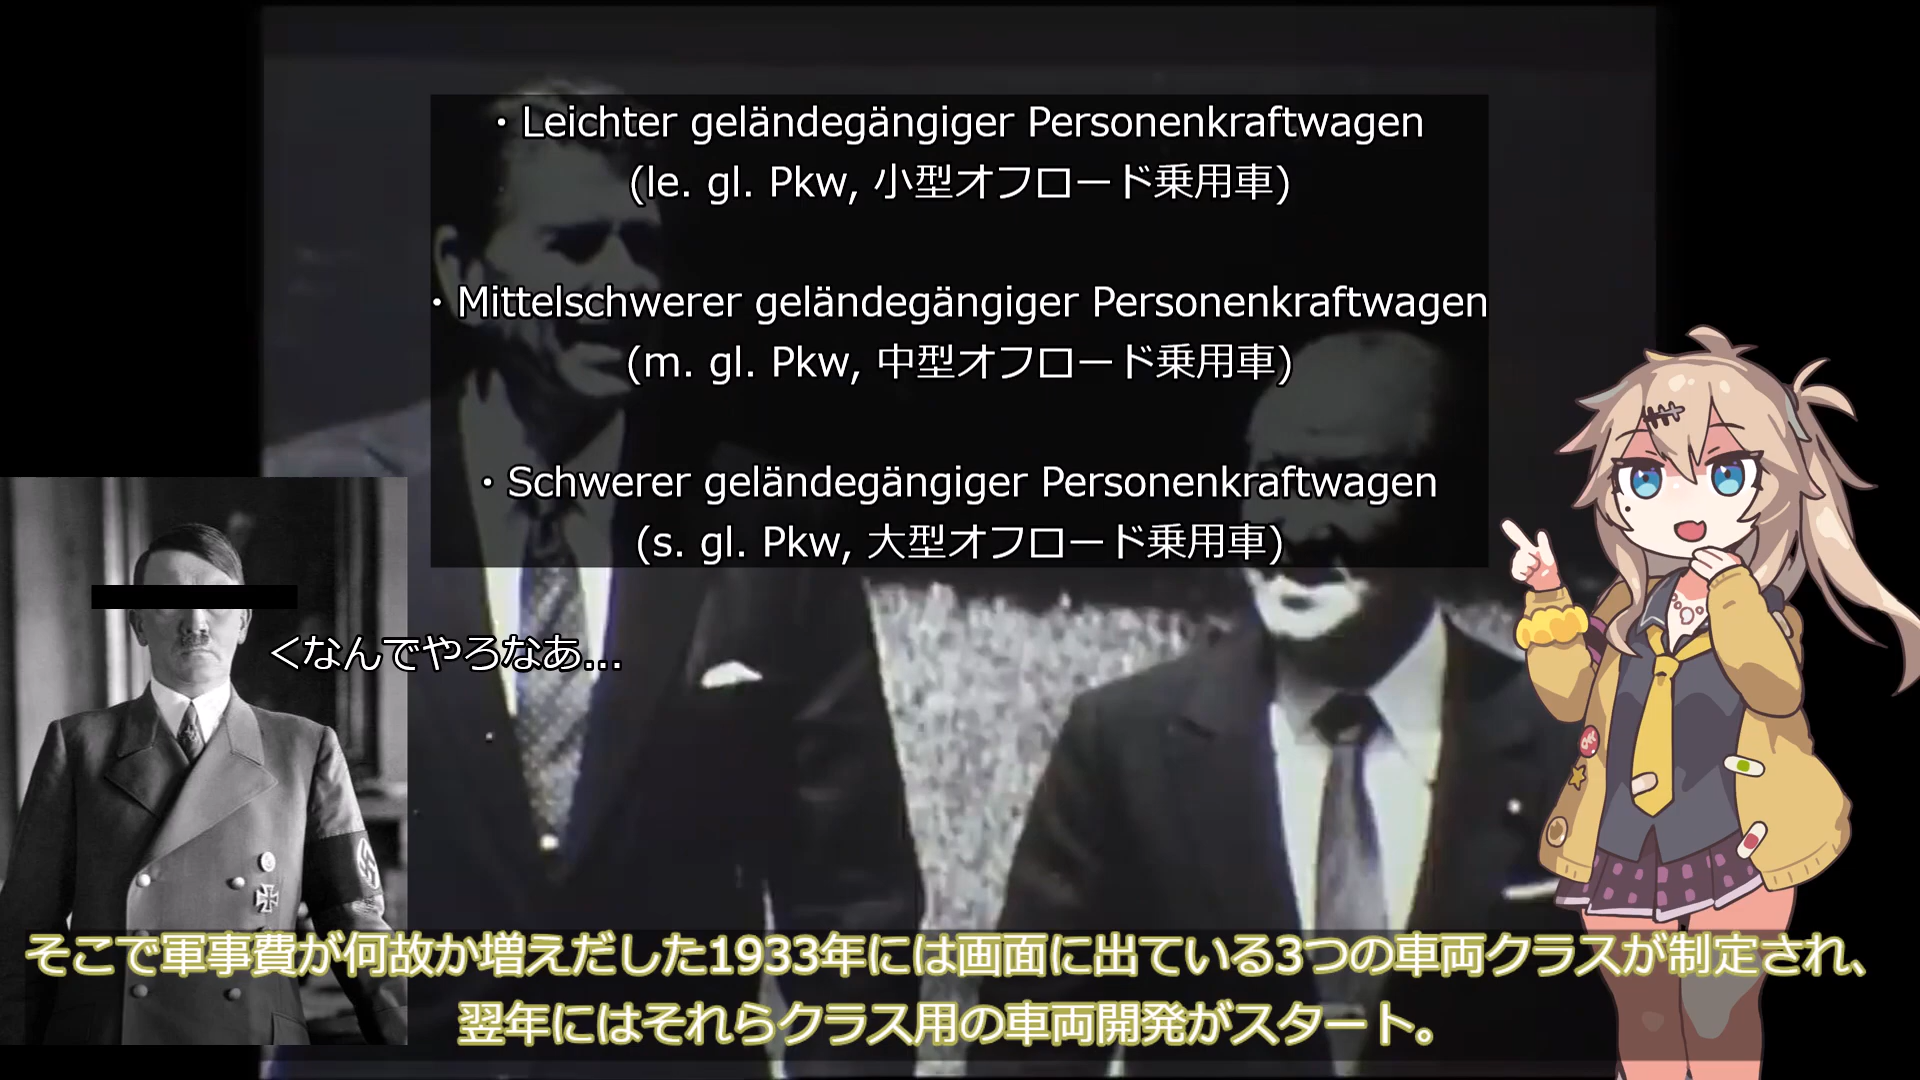 ・Leichter geländegängiger Personenkraftwagen
(le. gl. Pkw, 小型オフロード乗用車)
・Mittelschwerer geländegängiger Personenkraftwagen
(m. gl. Pkw, 中型オフロード乗用車)
・Schwerer geländegängiger Personenkraftwagen
(s. gl. Pkw, 大型オフロード乗用車)
<なんでやろなあ...
そこで軍事費が何故か増えだした1933年には画面に出ている3つの車両クラスが制定され、
翌年にはそれらクラス用の車両開発がスタート。